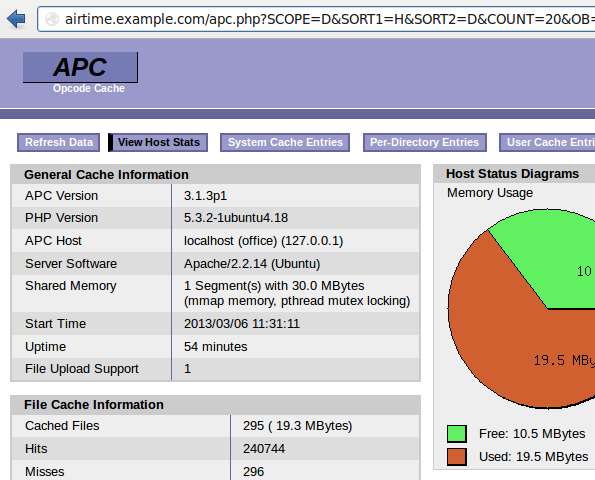 airtime.example.com/apc.php?SCOPE=D&SORT1=H&SORT2=D&COUNT=20&OB=
APC
Opcode Cache
Refresh Data View Host Stats System Cache Entries Per-Directory Entries User Cache Entri
General Cache Information
APC Version 3.1.3p1
PHP Version 5.3.2-1ubuntu4.18
APC Host localhost (office) (127.0.0.1)
Server Software Apache/2.2.14 (Ubuntu)
Shared Memory 1 Segment(s) with 30.0 MBytes
(mmap memory, pthread mutex locking)
Start Time 2013/03/06 11:31:11
Uptime 54 minutes
File Upload Support 1
File Cache Information
Cached Files 295 ( 19.3 MBytes)
Hits 240744
Misses 296
Host Status Diagrams
Memory Usage
10
19.5 MBy
Free: 10.5 MBytes
Used: 19.5 MBytes